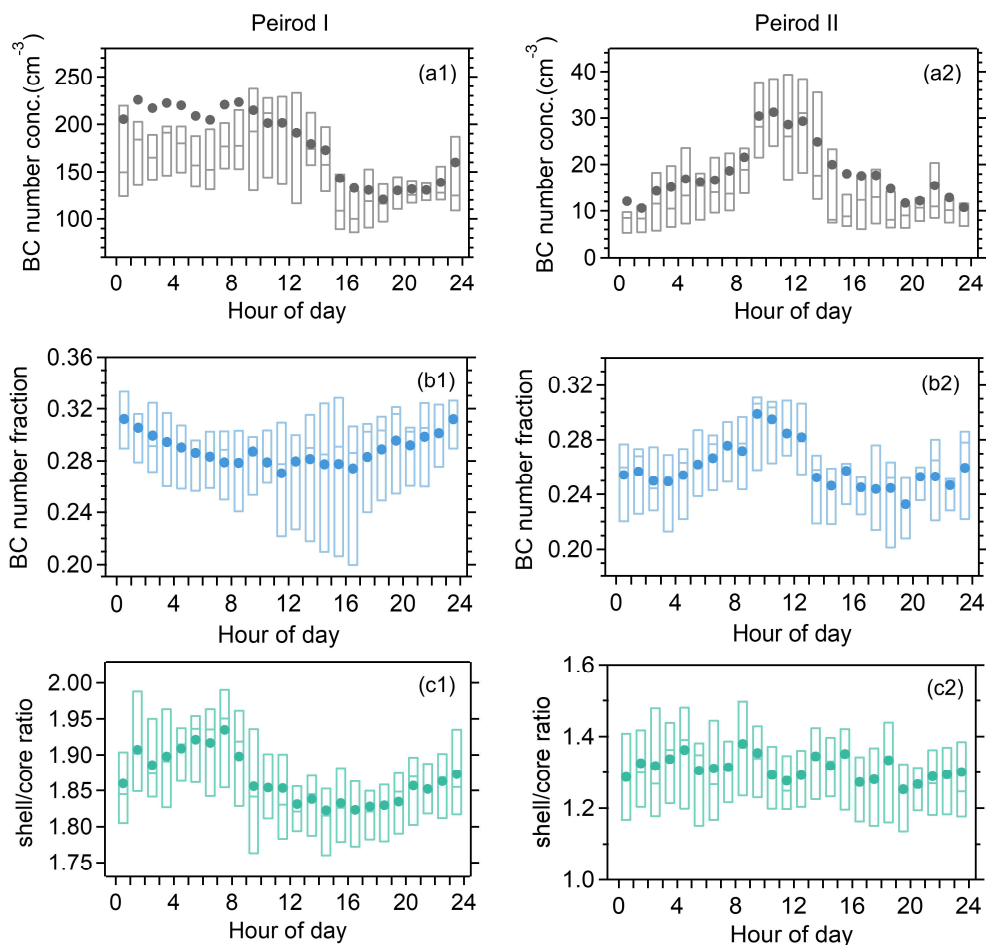 Peirod I
Peirod II
BC number conc.(cm⁻³)
250
200
150
100
(a1)
0 4 8 12 16 20 24
Hour of day
BC number conc.(cm⁻³)
40
30
20
10
0
(a2)
0 4 8 12 16 20 24
Hour of day
BC number fraction
0.36
0.32
0.28
0.24
0.20
(b1)
0 4 8 12 16 20 24
Hour of day
BC number fraction
0.32
0.28
0.24
0.20
(b2)
0 4 8 12 16 20 24
Hour of day
shell/core ratio
2.00
1.95
1.90
1.85
1.80
1.75
(c1)
0 4 8 12 16 20 24
Hour of day
shell/core ratio
1.6
1.4
1.2
1.0
(c2)
0 4 8 12 16 20 24
Hour of day